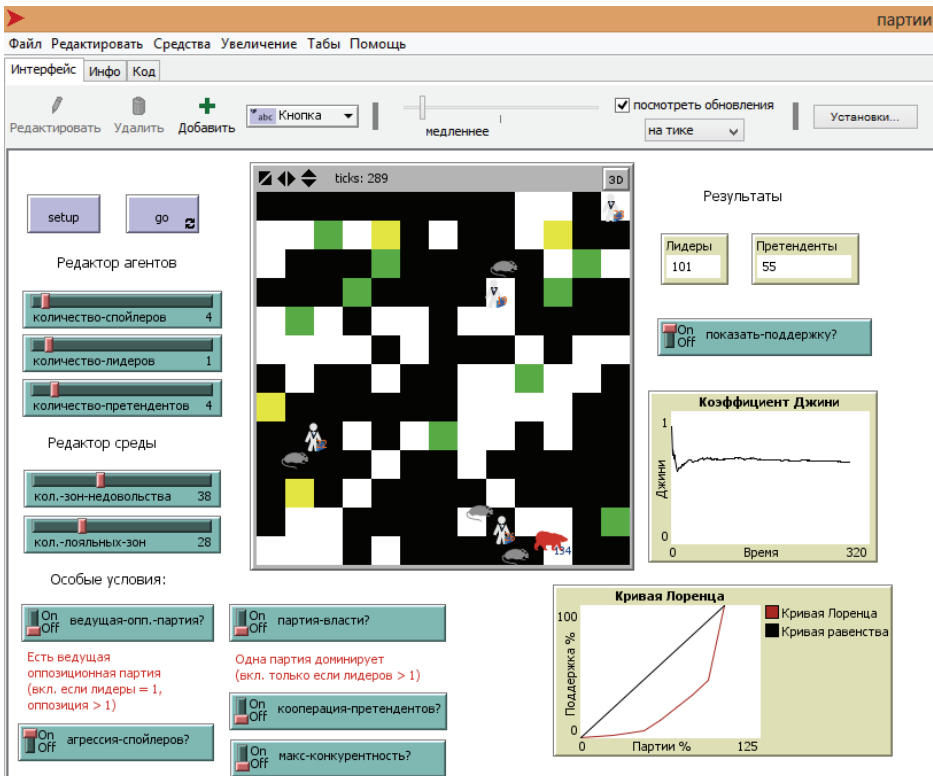 партии
Файл Редактировать Средства Увеличение Табы Помощь
Интерфейс Инфо Код
Редактировать Удалить Добавить
abc Кнопка
медленнее
посмотреть обновления
на тике
Установки...
setup
go
ticks: 289
3D
Результаты
Редактор агентов
Лидеры
101
Претенденты
55
количество-спойлеров 4
количество-лидеров 1
количество-претендентов 4
On
Off
показать-поддержку?
Редактор среды
кол.-зон-недовольства 38
кол.-лояльных-зон 28
134
Коэффициент Джини
1
Джини
0
0 Время 320
Особые условия:
On
Off
ведущая-опп.-партия?
Есть ведущая
оппозиционная партия
(вкл. если лидеры = 1,
оппозиция > 1)
On
Off
агрессия-спойлеров?
On
Off
партия-власти?
Одна партия доминирует
(вкл. только если лидеров > 1)
On
Off
кооперация-претендентов?
On
Off
макс-конкурентность?
Кривая Лоренца
100
Поддержка %
0
0 Партии % 125
Кривая Лоренца
Кривая равенства